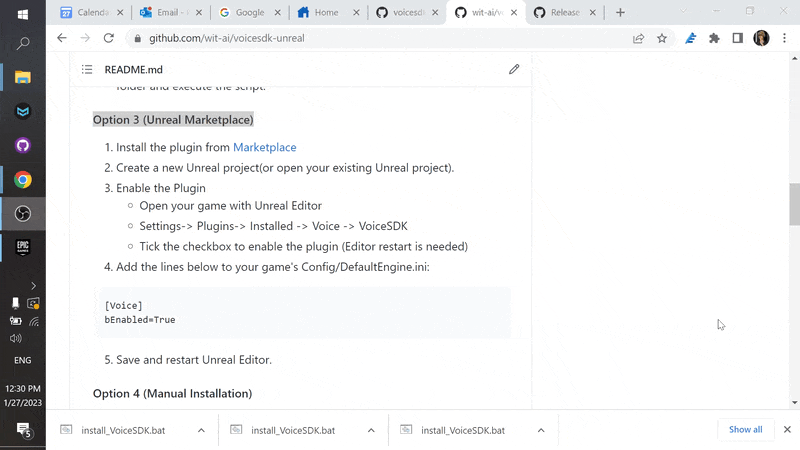 Calenda
Email -
Google
Home
voicesd
wit-ai/vo
Release
github.com/wit-ai/voicesdk-unreal
README.md
folder and execute the script.
Option 3 (Unreal Marketplace)
1. Install the plugin from Marketplace
2. Create a new Unreal project(or open your existing Unreal project).
3. Enable the Plugin
Open your game with Unreal Editor
Settings-> Plugins-> Installed -> Voice -> VoiceSDK
Tick the checkbox to enable the plugin (Editor restart is needed)
4. Add the lines below to your game's Config/DefaultEngine.ini:
[Voice]
bEnabled=True
5. Save and restart Unreal Editor.
Option 4 (Manual Installation)
ENG
12:30 PM
1/27/2023
5
install_VoiceSDK.bat
install_VoiceSDK.bat
install_VoiceSDK.bat
Show all